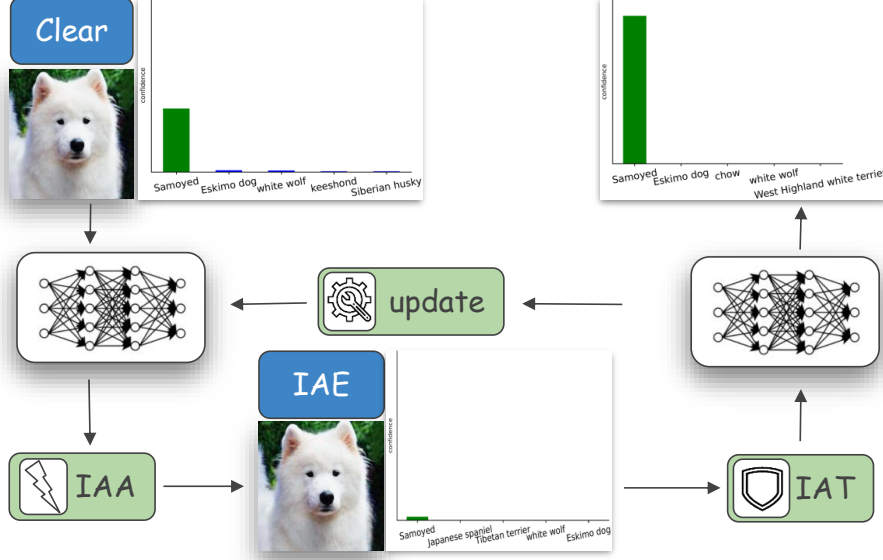 Clear
confidence
Samoyed
Eskimo dog
white wolf
keeshond
Siberian husky
confidence
Samoyed
Eskimo dog
chow
white wolf
West Highland white terrier
update
IAE
confidence
Samoyed
Japanese spaniel
Tibetan terrier
white wolf
Eskimo dog
IAA
IAT